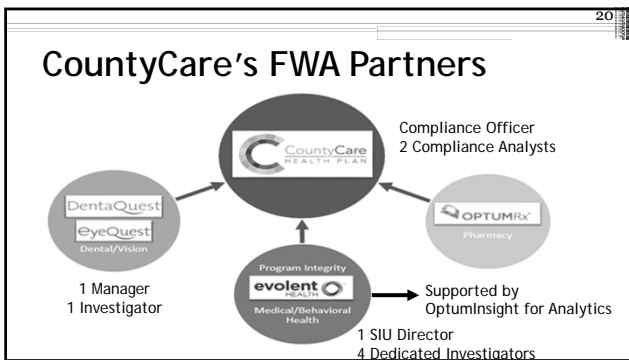 20
CountyCare's FWA Partners
CountyCare
HEALTH PLAN
Compliance Officer
2 Compliance Analysts
DentaQuest
eyeQuest
Dental/Vision
1 Manager
1 Investigator
OPTUMRx®
Pharmacy
Program Integrity
evolent
HEALTH
Medical/Behavioral
Health
Supported by
OptumInsight for Analytics
1 SIU Director
4 Dedicated Investigators